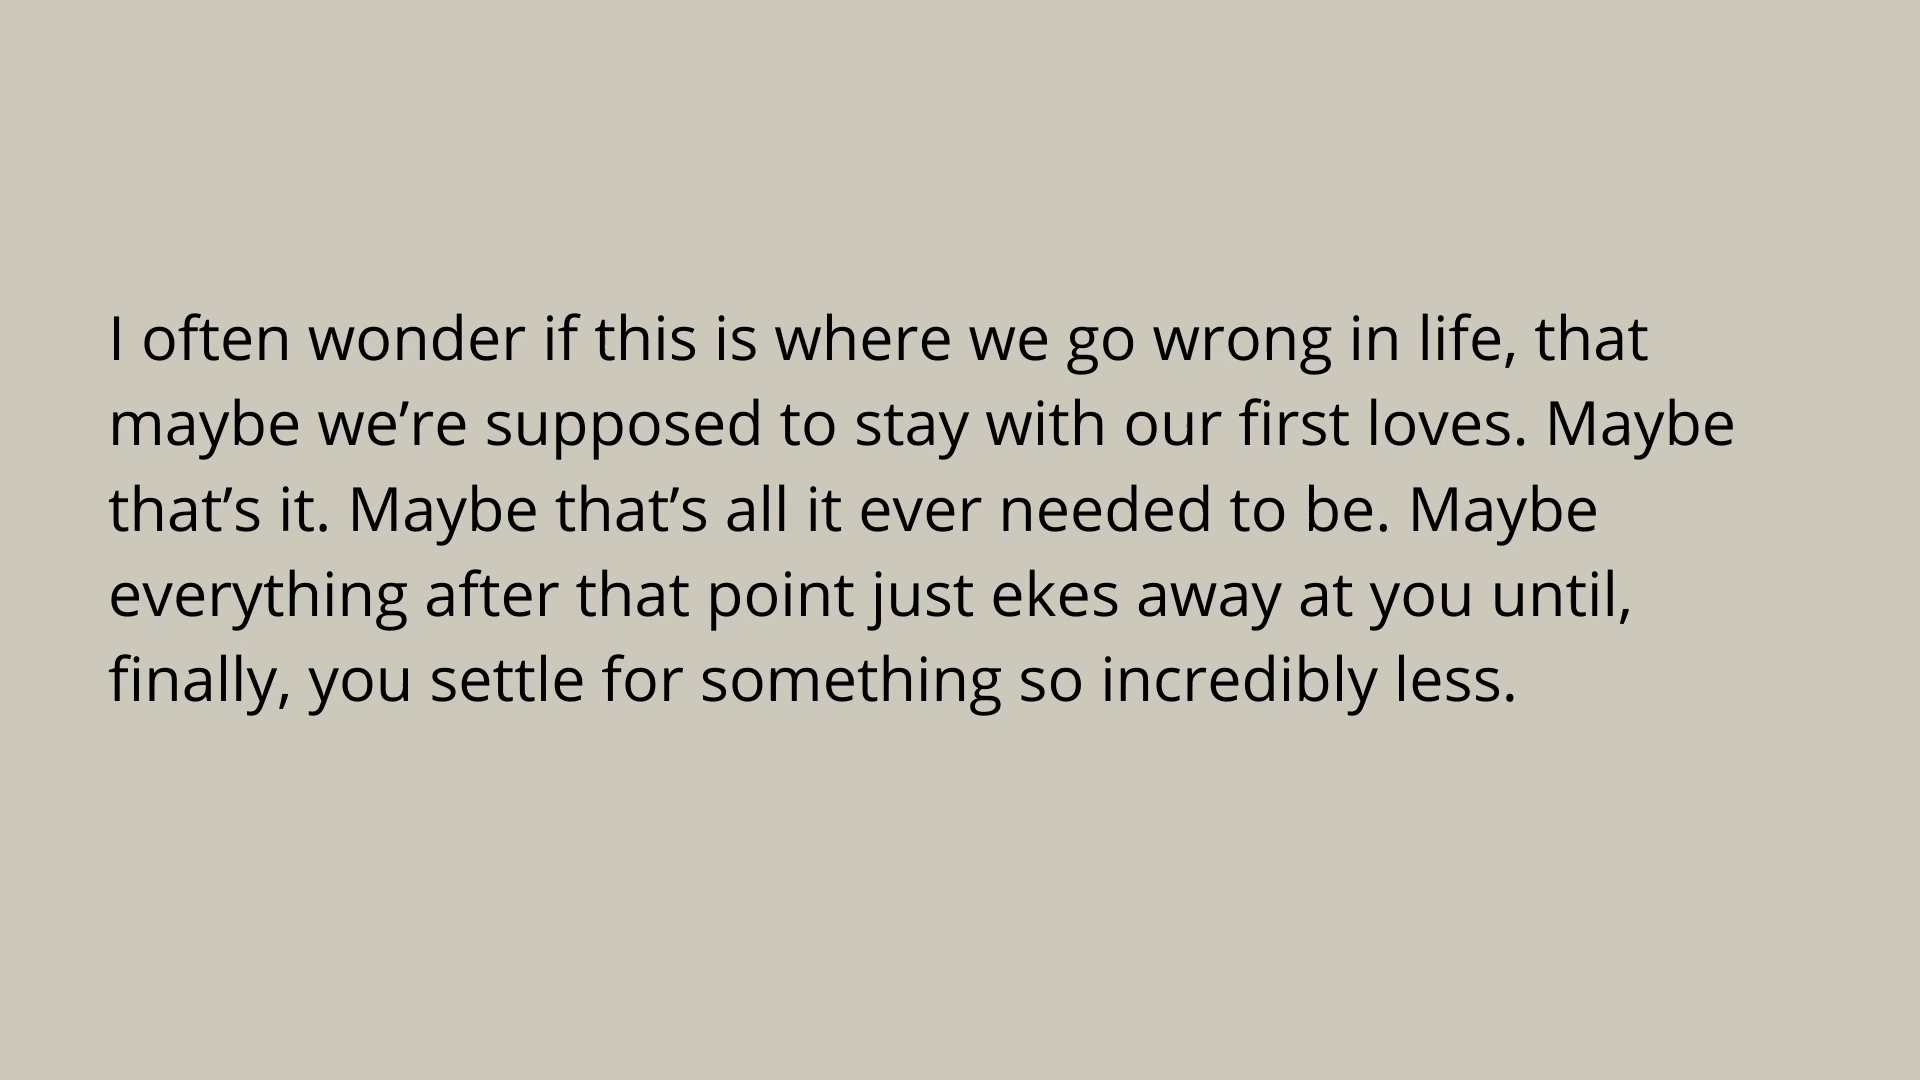 I often wonder if this is where we go wrong in life, that
maybe we’re supposed to stay with our first loves. Maybe
that’s it. Maybe that’s all it ever needed to be. Maybe
everything after that point just ekes away at you until,
finally, you settle for something so incredibly less.